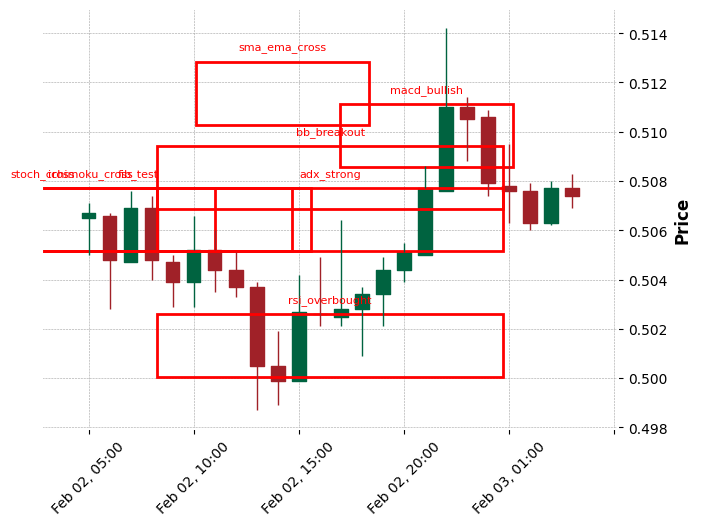 sma_ema_cross
macd_bullish
bb_breakout
stoch_cross
ichimoku_cross
fib_test
adx_strong
rsi_overbought
0.514
0.512
0.510
0.508
0.506
0.504
0.502
0.500
0.498
Price
Feb 02, 05:00
Feb 02, 10:00
Feb 02, 15:00
Feb 02, 20:00
Feb 03, 01:00